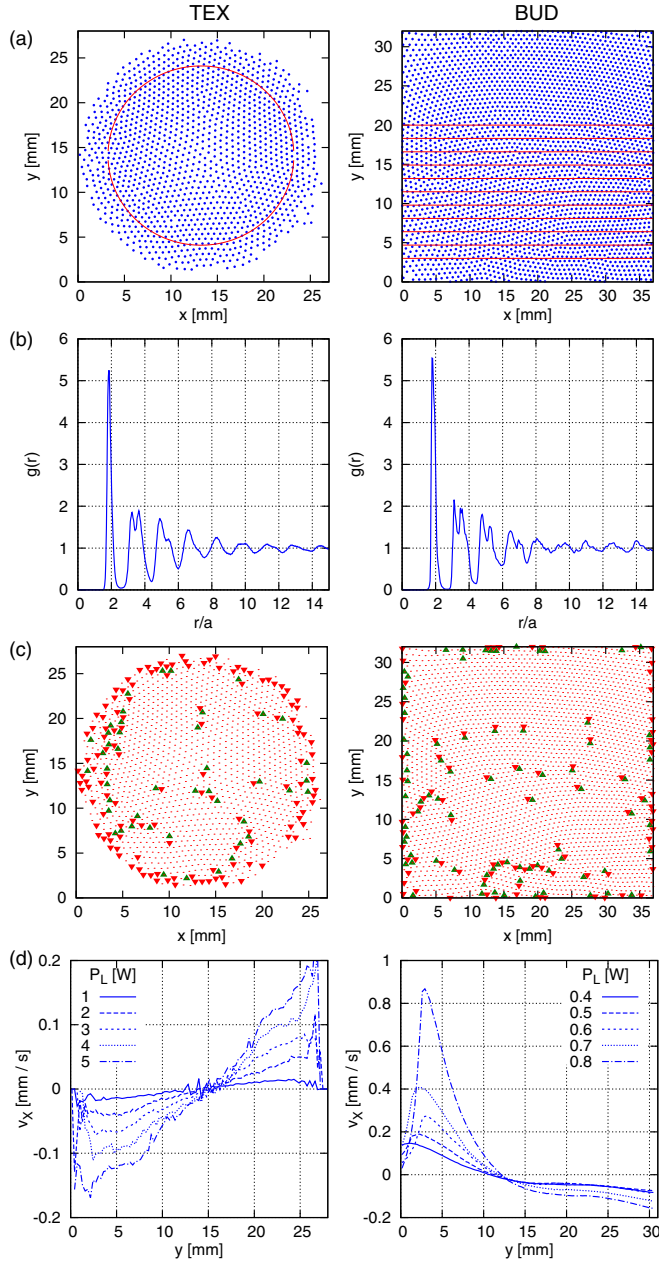 TEX BUD
(a)
y [mm]
0 5 10 15 20 25
0 5 10 15 20 25
x [mm]
y [mm]
0 5 10 15 20 25 30
0 5 10 15 20 25 30 35
x [mm]
(b)
g(r)
0 1 2 3 4 5 6
0 2 4 6 8 10 12 14
r/a
g(r)
0 1 2 3 4 5 6
0 2 4 6 8 10 12 14
r/a
(c)
y [mm]
0 5 10 15 20 25
0 5 10 15 20 25
x [mm]
y [mm]
0 5 10 15 20 25 30
0 5 10 15 20 25 30 35
x [mm]
(d)
vX [mm / s]
-0.2 -0.1 0 0.1 0.2
PL [W]
1
2
3
4
5
0 5 10 15 20 25
y [mm]
vX [mm / s]
-0.2 0 0.2 0.4 0.6 0.8 1
PL [W]
0.4
0.5
0.6
0.7
0.8
0 5 10 15 20 25 30
y [mm]